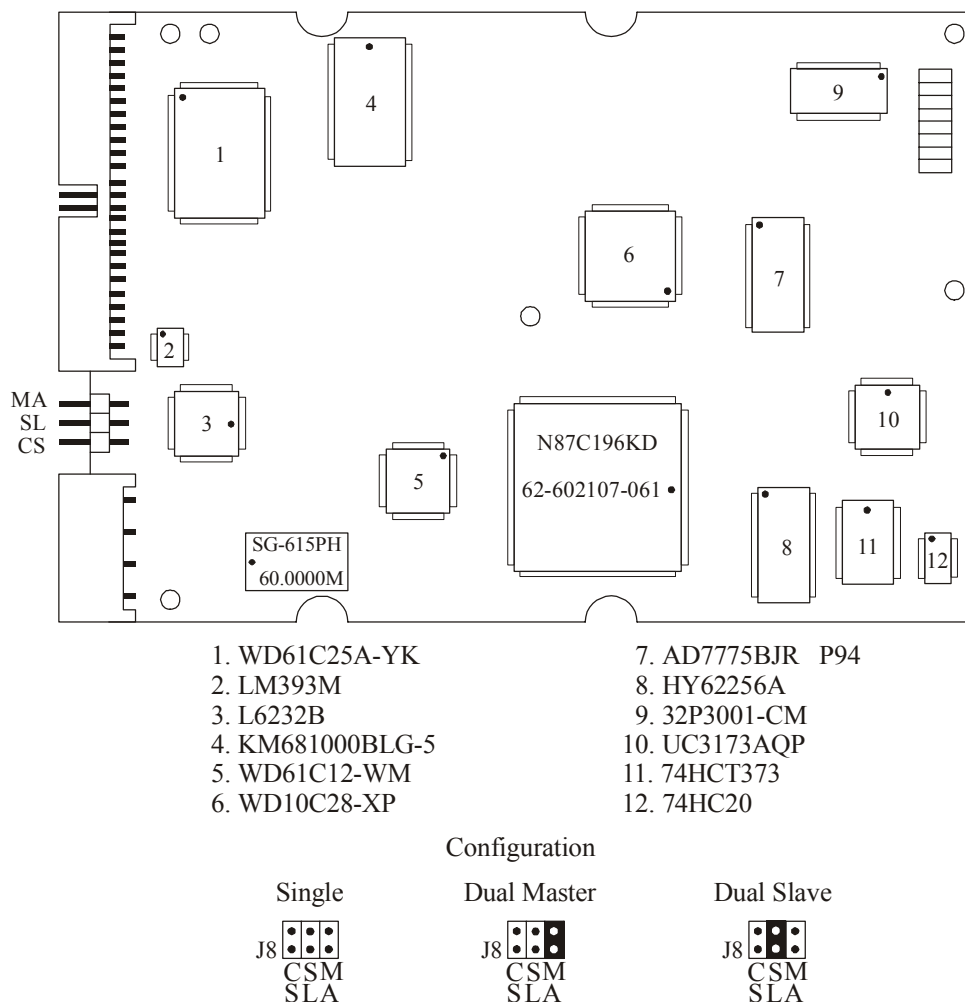 1
4
9
6
7
2
MA
SL
CS
3
10
N87C196KD
62-602107-061
5
8
11
12
SG-615PH
60.0000M
1. WD61C25A-YK
2. LM393M
3. L6232B
4. KM681000BLG-5
5. WD61C12-WM
6. WD10C28-XP
7. AD7775BJR P94
8. HY62256A
9. 32P3001-CM
10. UC3173AQP
11. 74HCT373
12. 74HC20
Configuration
Single
J8
CSM
SLA
Dual Master
J8
CSM
SLA
Dual Slave
J8
CSM
SLA